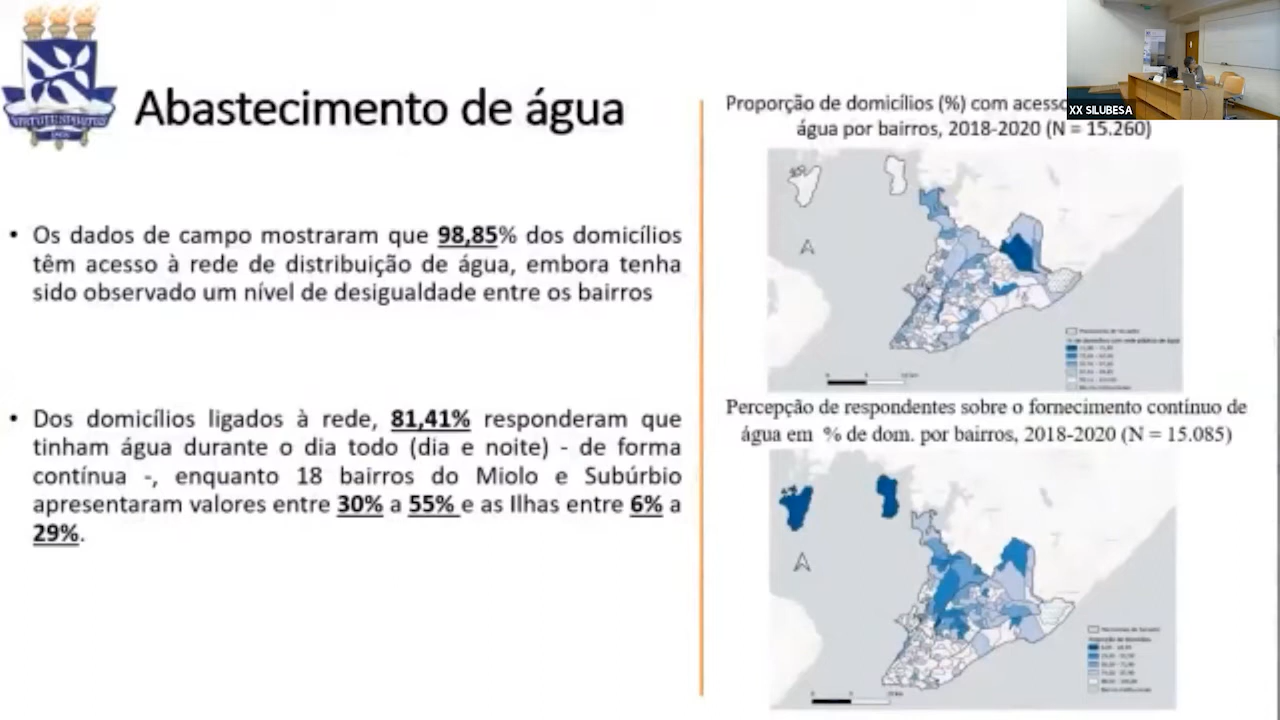 VIRTUTE SPIRITUS
Abastecimento de água
• Os dados de campo mostraram que 98,85% dos domicílios
têm acesso à rede de distribuição de água, embora tenha
sido observado um nível de desigualdade entre os bairros
• Dos domicílios ligados à rede, 81,41% responderam que
tinham água durante o dia todo (dia e noite) - de forma
contínua -, enquanto 18 bairros do Miolo e Subúrbio
apresentaram valores entre 30% a 55% e as Ilhas entre 6% a
29%.
Proporção de domicílios (%) com acesso
água por bairros, 2018-2020 (N = 15.260)
Percepção de respondentes sobre o fornecimento contínuo de
água em % de dom. por bairros, 2018-2020 (N = 15.085)
XX SILUBESA